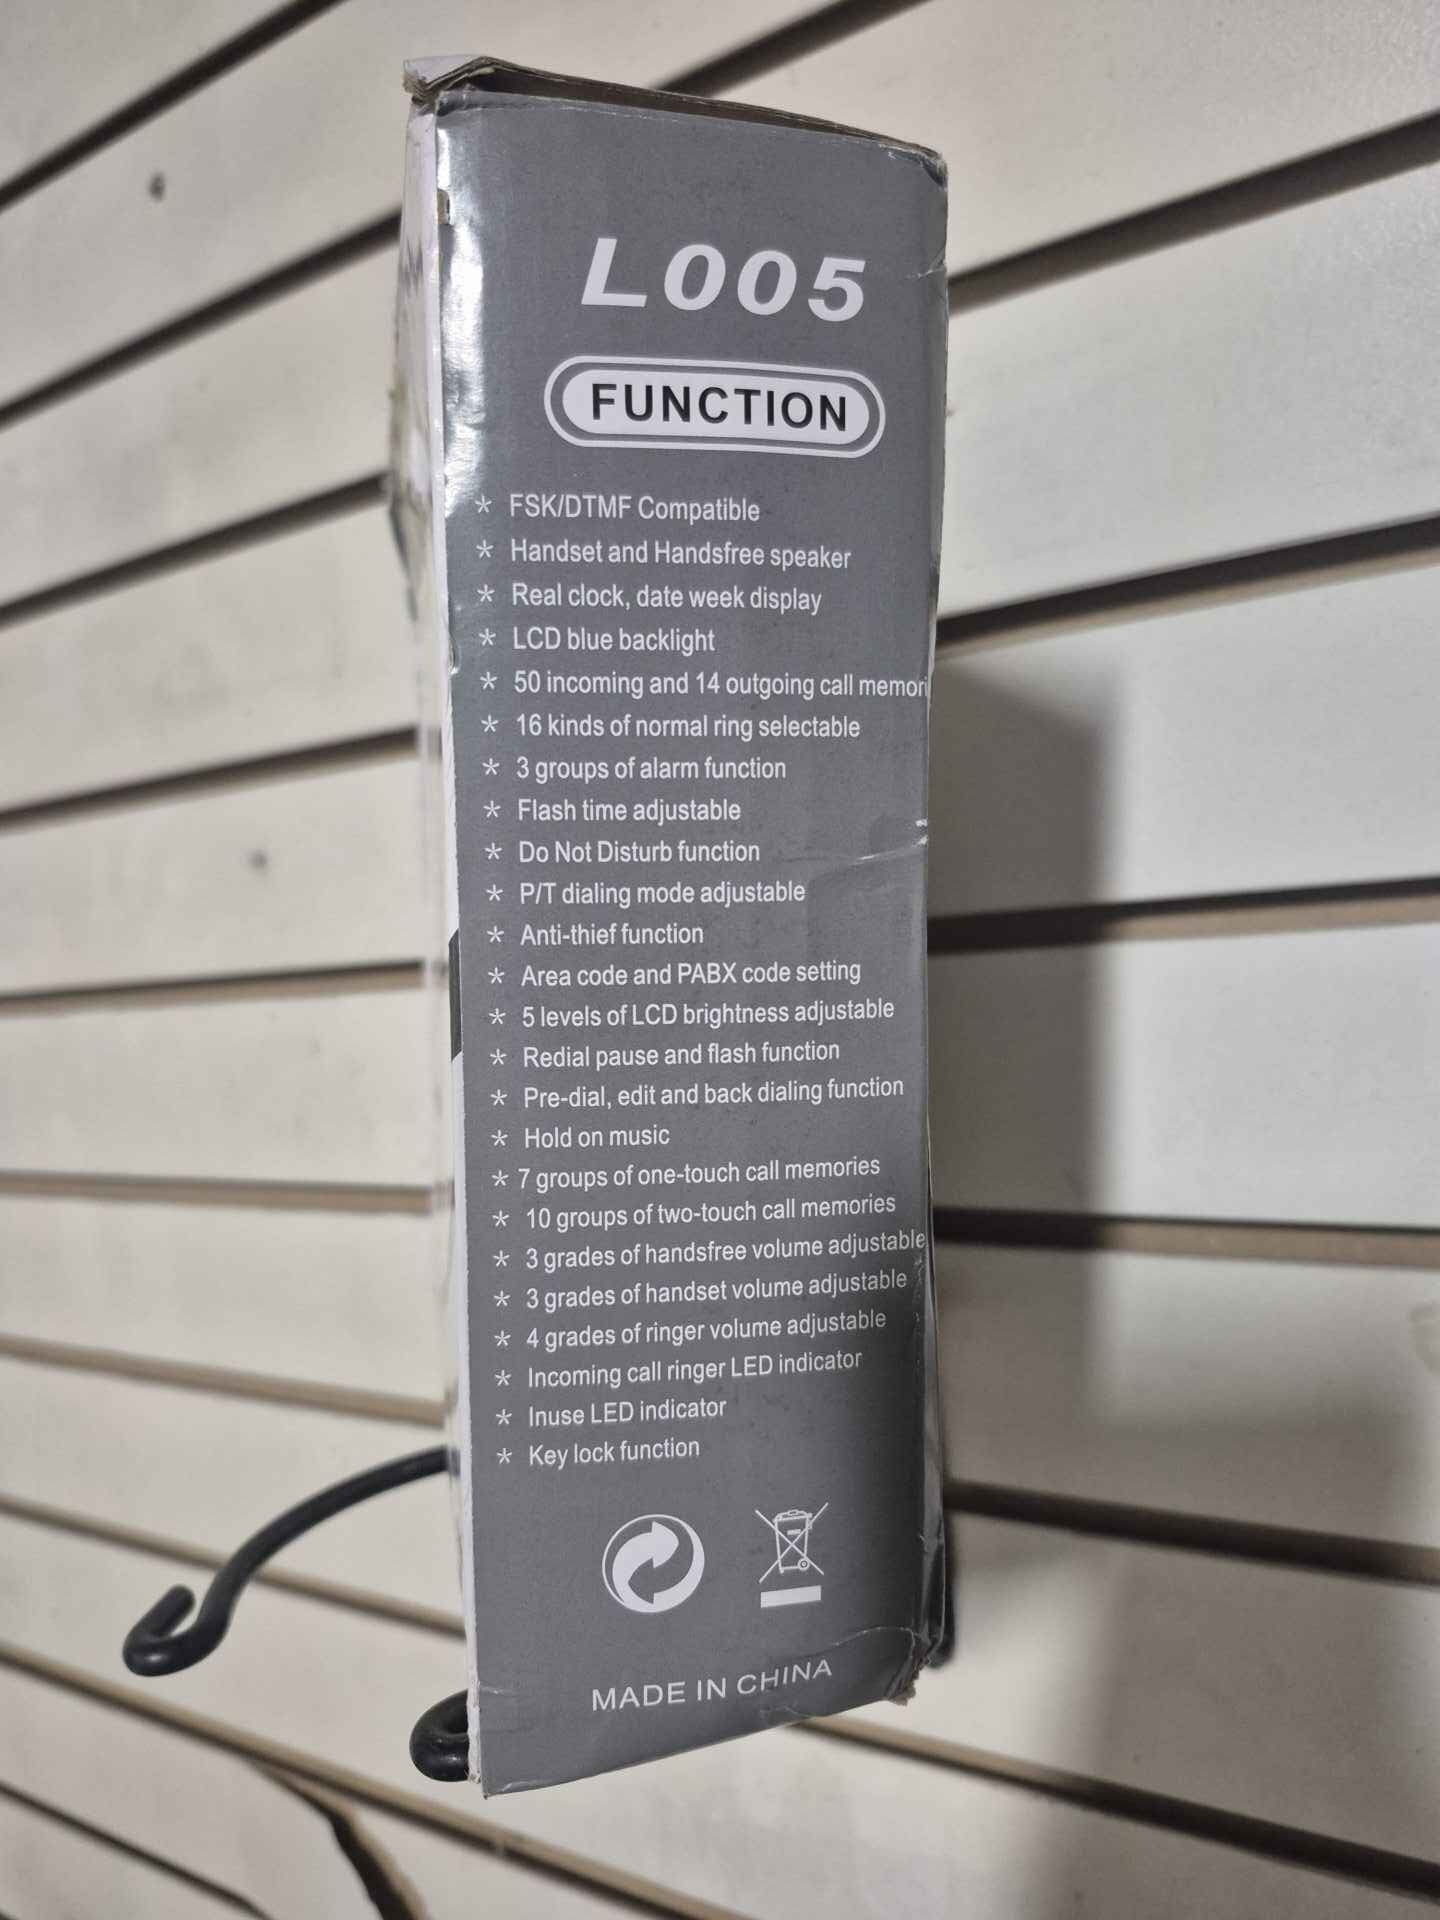 L005
FUNCTION
* FSK/DTMF Compatible
* Handset and Handsfree speaker
* Real clock, date week display
* LCD blue backlight
* 50 incoming and 14 outgoing call memori
* 16 kinds of normal ring selectable
* 3 groups of alarm function
* Flash time adjustable
* Do Not Disturb function
* P/T dialing mode adjustable
* Anti-thief function
* Area code and PABX code setting
* 5 levels of LCD brightness adjustable
* Redial pause and flash function
* Pre-dial, edit and back dialing function
* Hold on music
* 7 groups of one-touch call memories
* 10 groups of two-touch call memories
* 3 grades of handsfree volume adjustable
* 3 grades of handset volume adjustable
* 4 grades of ringer volume adjustable
* Incoming call ringer LED indicator
* Inuse LED indicator
* Key lock function
MADE IN CHINA